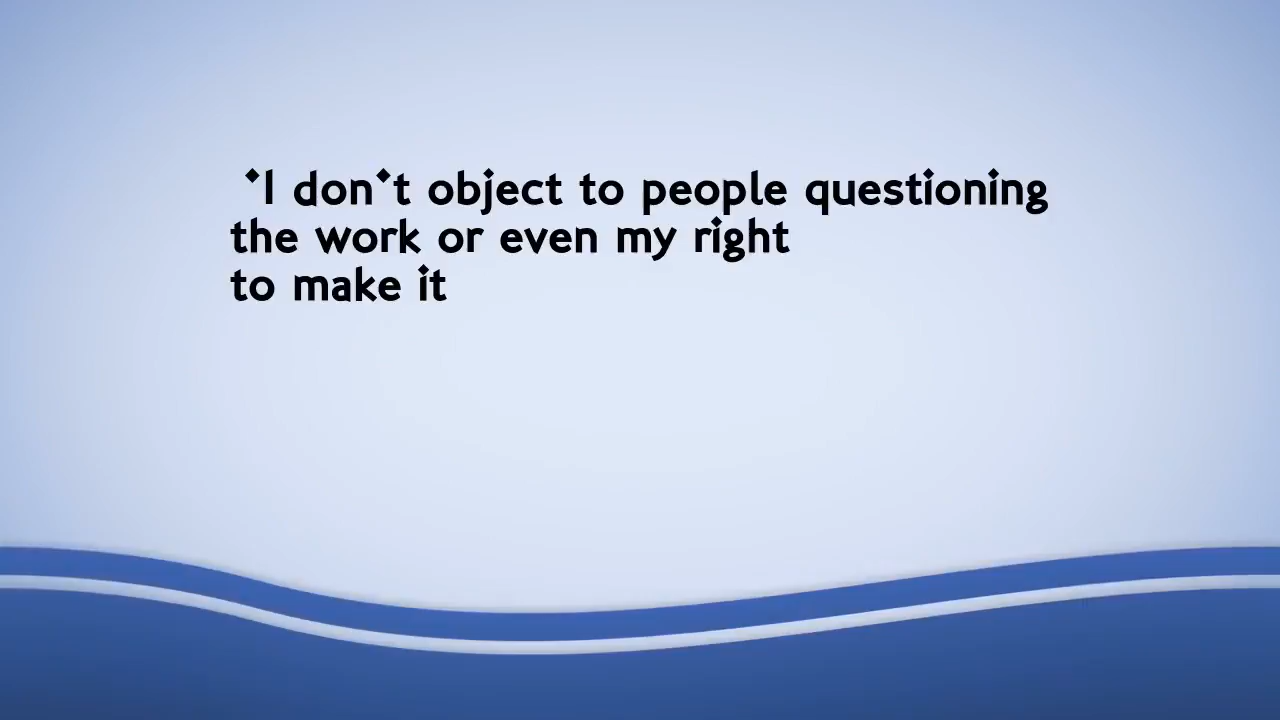 'I don't object to people questioning
the work or even my right
to make it